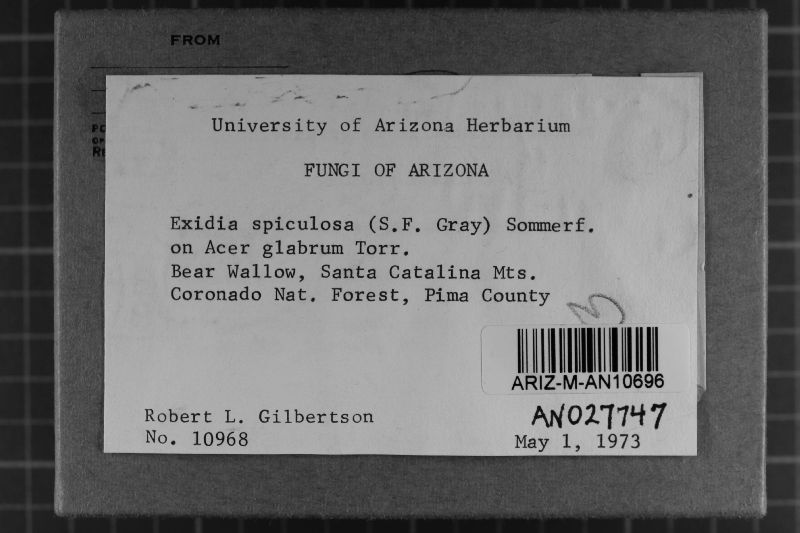 FROM
University of Arizona Herbarium
FUNGI OF ARIZONA
Exidia spiculosa (S.F. Gray) Sommerf.
on Acer glabrum Torr.
Bear Wallow, Santa Catalina Mts.
Coronado Nat. Forest, Pima County
ARIZ-M-AN10696
Robert L. Gilbertson
AN027747
No. 10968
May 1, 1973